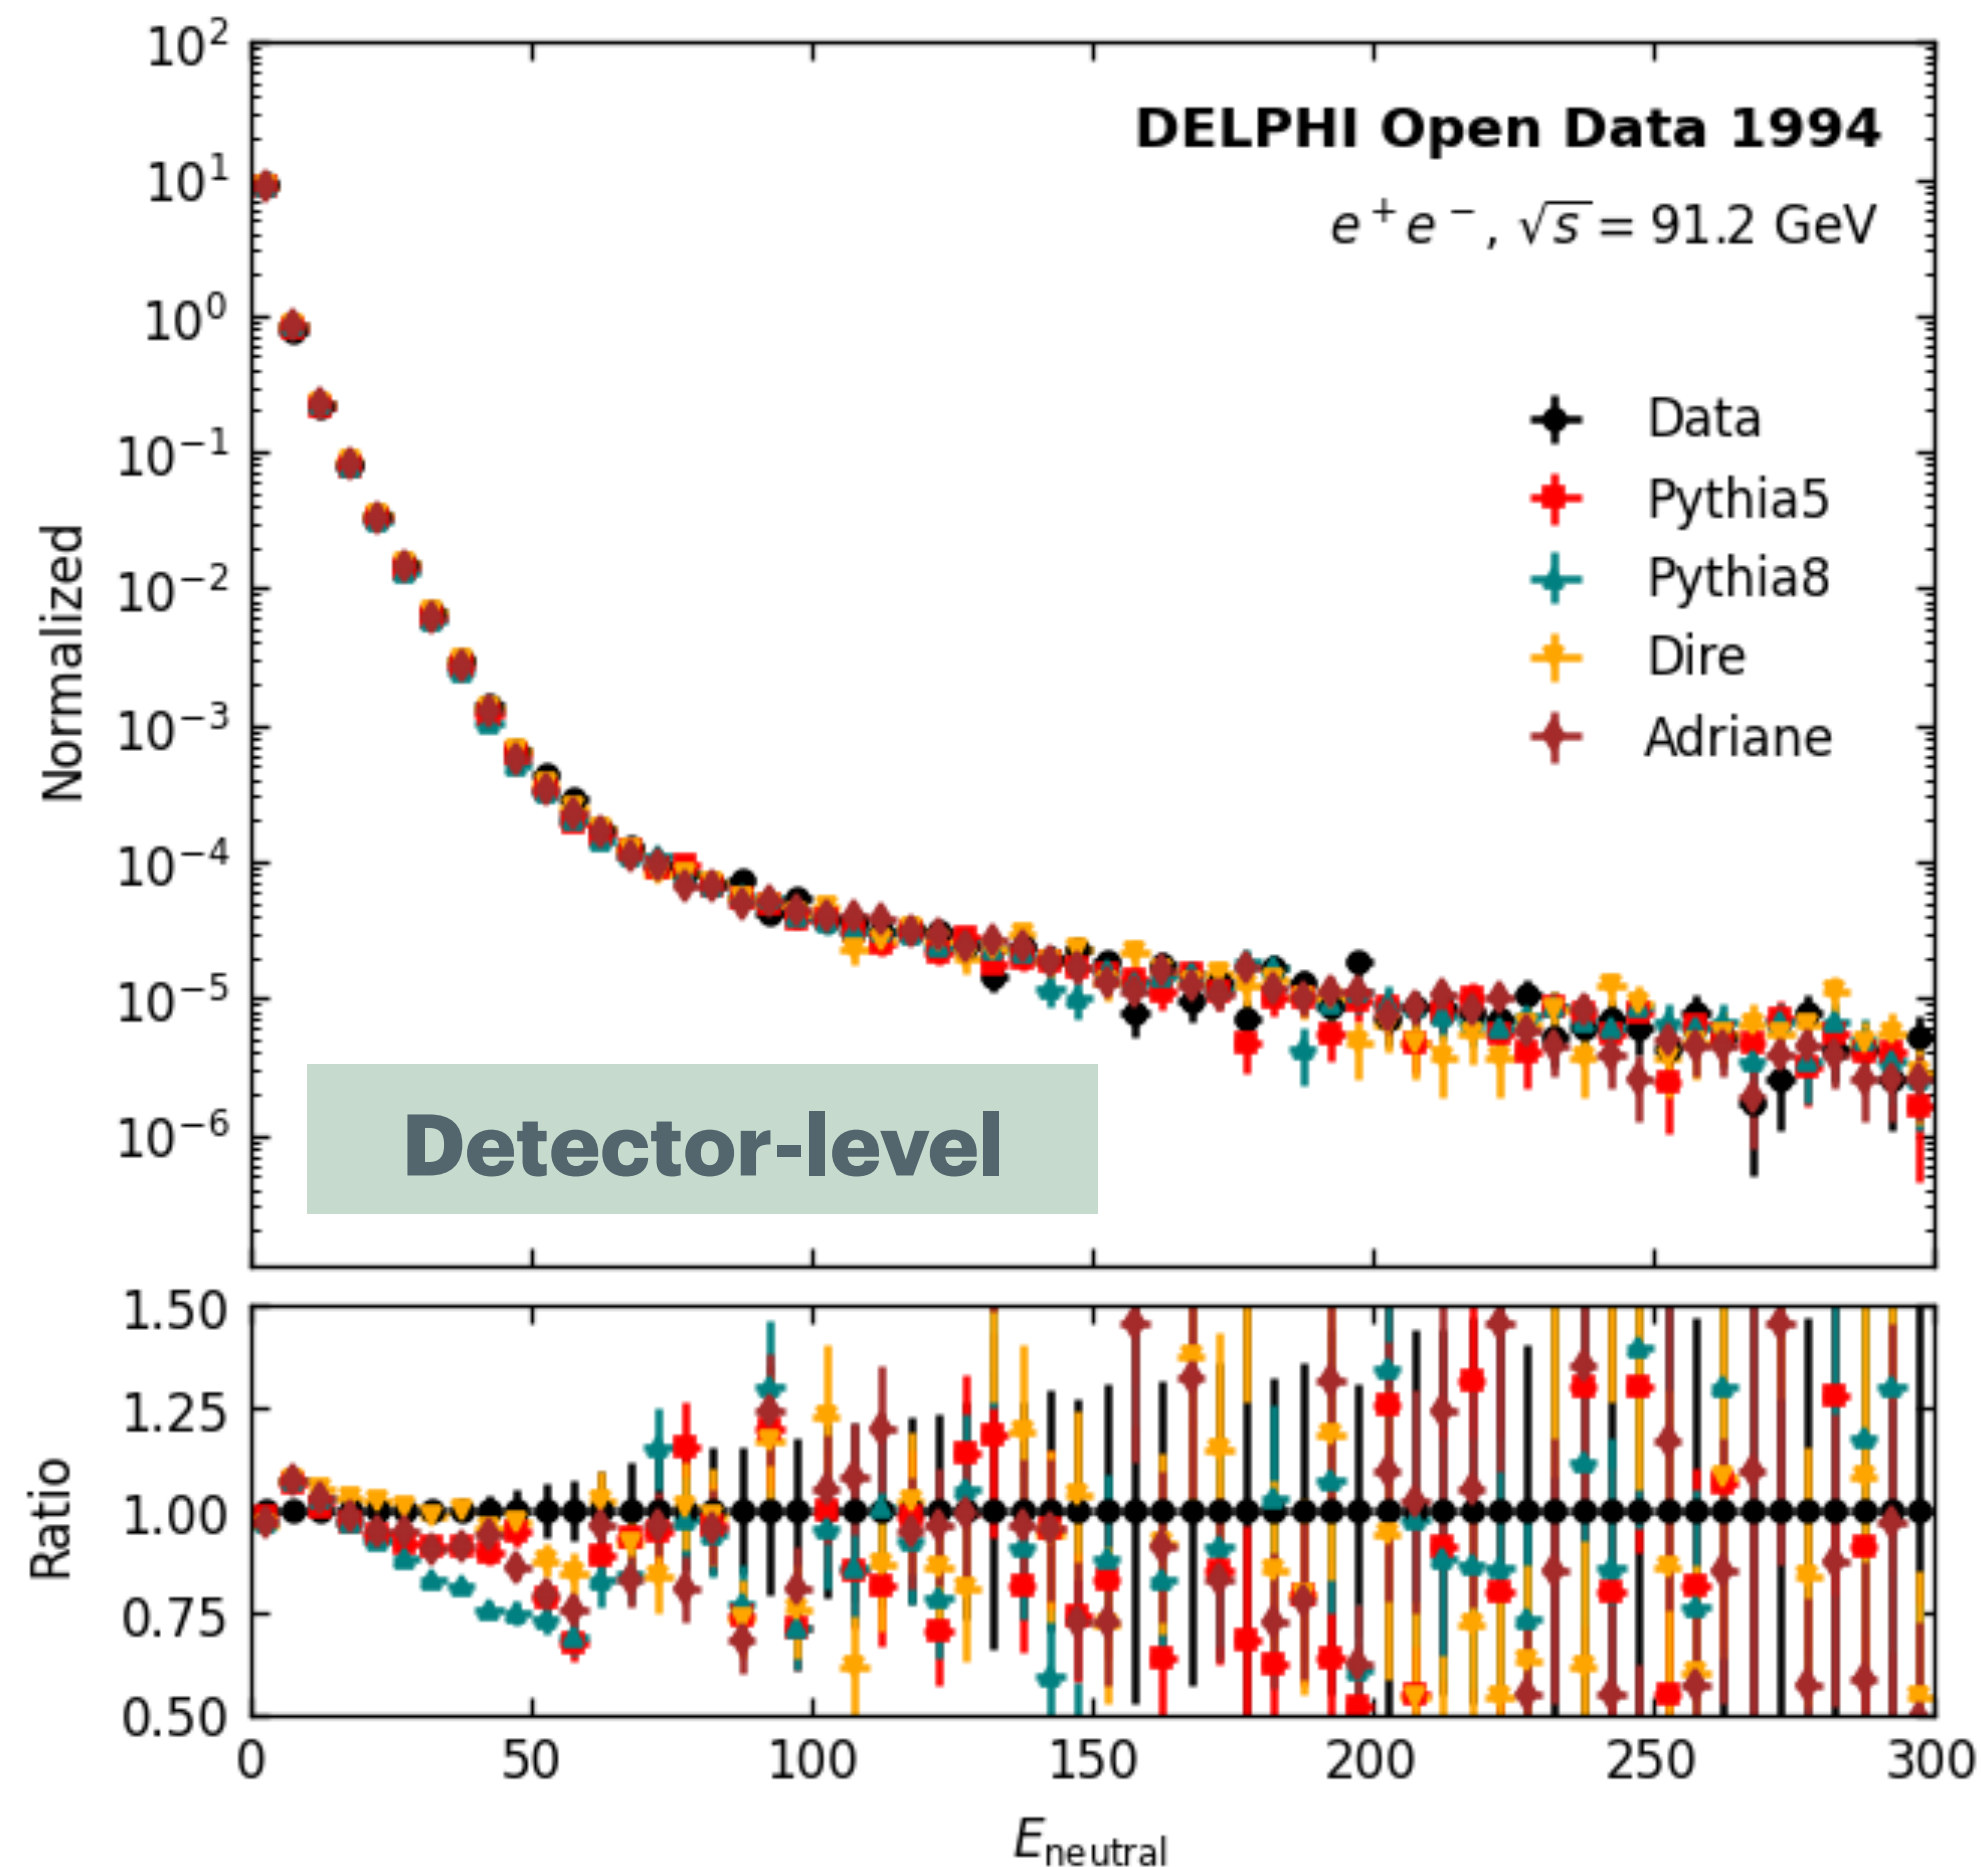 10²
10¹
10⁰
10⁻¹
10⁻²
10⁻³
10⁻⁴
10⁻⁵
10⁻⁶
Normalized
DELPHI Open Data 1994
e⁺e⁻, √s = 91.2 GeV
Data
Pythia5
Pythia8
Dire
Adriane
Detector-level
1.50
1.25
1.00
0.75
0.50
Ratio
0 50 100 150 200 250 300
E_neutral